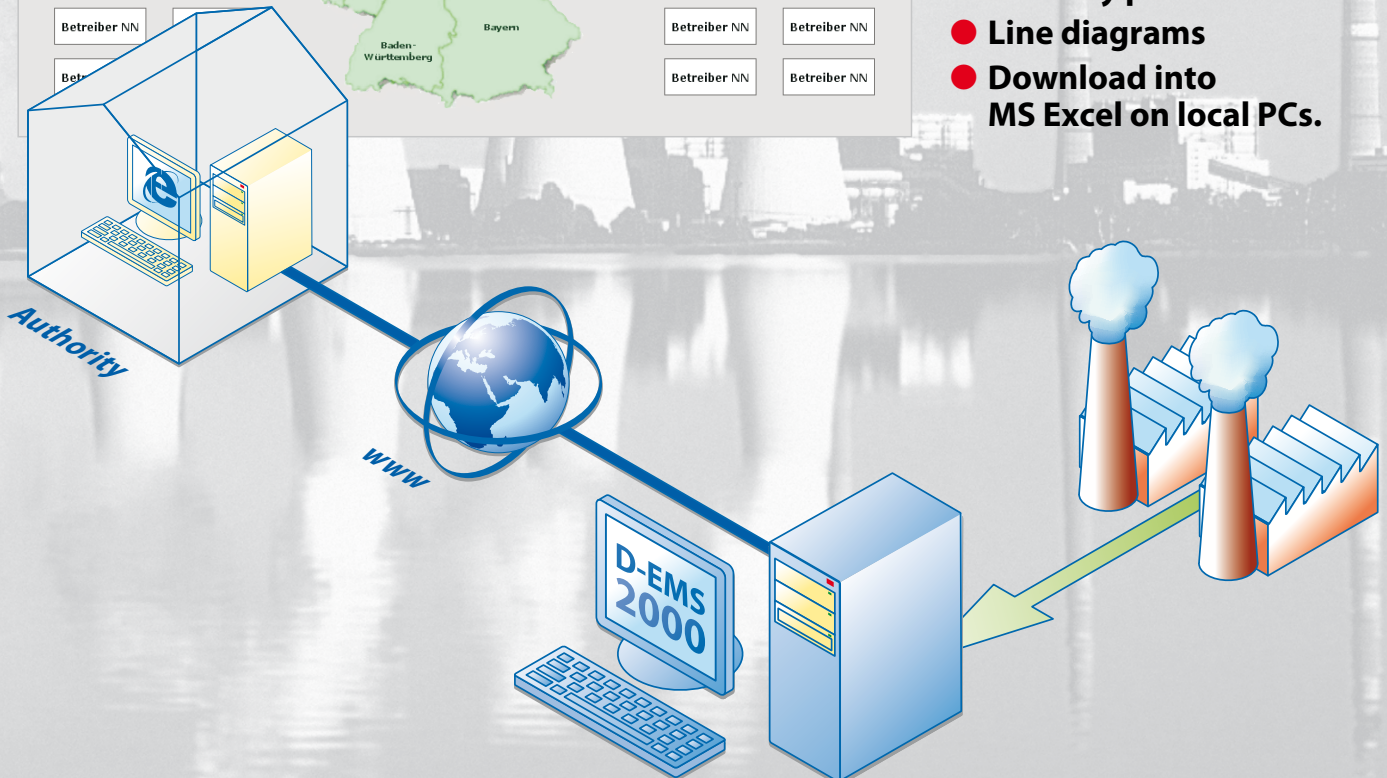 Betreiber NN
Bayern
Betreiber NN
Betreiber NN
Baden-
Württemberg
Betreiber NN
Betreiber NN
Line diagrams
Download into
MS Excel on local PCs.
Authority
www
D-EMS
2000